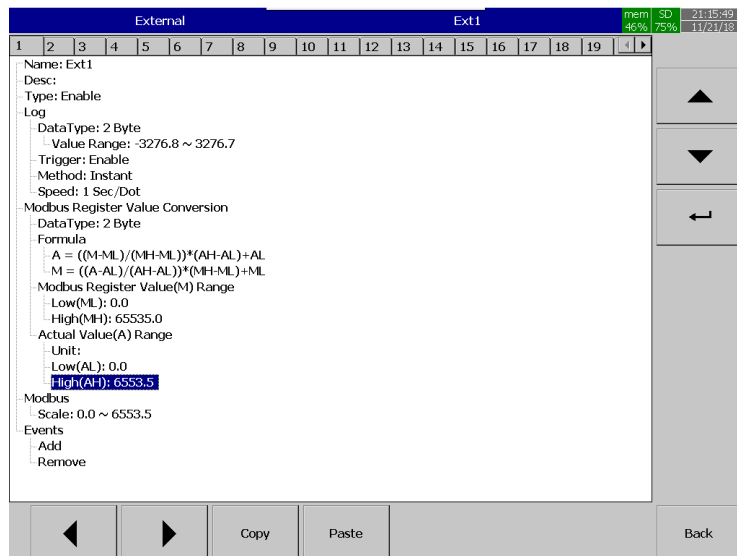 External Ext1 mem 46% SD 75% 21:15:49 11/21/18
1 2 3 4 5 6 7 8 9 10 11 12 13 14 15 16 17 18 19
Name: Ext1
Desc:
Type: Enable
Log
DataType: 2 Byte
Value Range: -3276.8 ~ 3276.7
Trigger: Enable
Method: Instant
Speed: 1 Sec/Dot
Modbus Register Value Conversion
DataType: 2 Byte
Formula
A = ((M-ML)/(MH-ML))*(AH-AL)+AL
M = ((A-AL)/(AH-AL))*(MH-ML)+ML
Modbus Register Value(M) Range
Low(ML): 0.0
High(MH): 65535.0
Actual Value(A) Range
Unit:
Low(AL): 0.0
High(AH): 6553.5
Modbus
Scale: 0.0 ~ 6553.5
Events
Add
Remove
Copy Paste Back